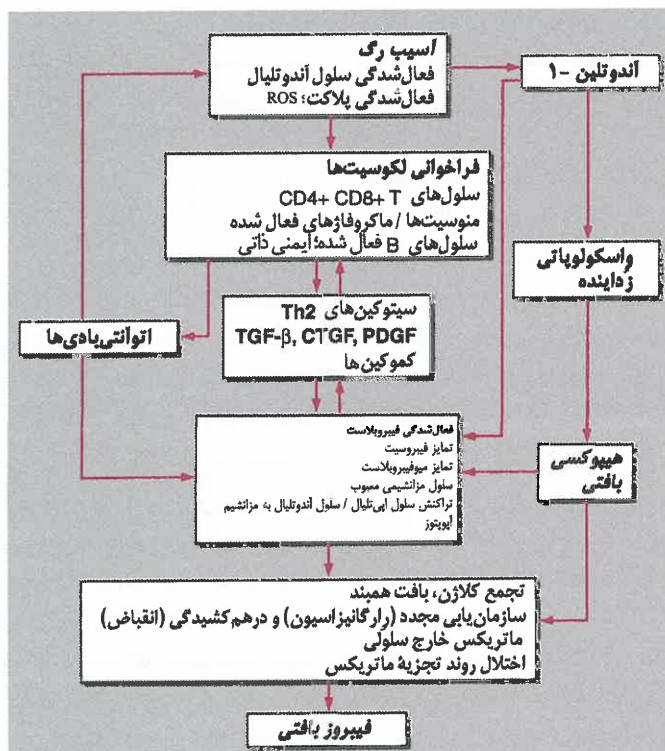 آسیب رگ
فعال‌شدگی سلول آندوتلیال
فعال‌شدگی پلاکت؛ ROS
آندوتلین -۱
فراخوانی لکوسیت‌ها
سلول‌های CD4+ CD8+ T
منوسیت‌ها / ماکروفاژهای فعال شده
سلول‌های B فعال شده؛ ایمنی ذاتی
واسکولوپاتی
زُداینده
سیتوکین‌های Th2
TGF-β, CTGF, PDGF
کموکین‌ها
اتوآنتی‌بادی‌ها
فعال‌شدگی فیبروبلاست
تمایز فیبروسیت
تمایز میوفیبروبلاست
سلول مزانشیمی معیوب
تراکنش سلول اپی‌تلیال / سلول آندوتلیال به مزانشیم
آپوپتوز
هیپوکسی
بافتی
تجمع کلاژن، بافت همبند
سازمان‌یابی مجدد (رارگانیزاسیون) و درهم‌کشیدگی (انقباض)
ماتریکس خارج سلولی
اختلال روند تجزیهٔ ماتریکس
فیبروز بافتی